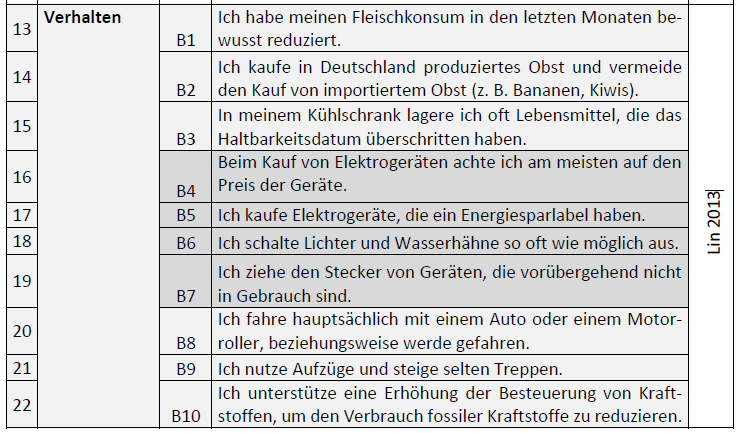 13 Verhalten B1 Ich habe meinen Fleischkonsum in den letzten Monaten be-
wusst reduziert.
14 B2 Ich kaufe in Deutschland produziertes Obst und vermeide
den Kauf von importiertem Obst (z. B. Bananen, Kiwis).
15 B3 In meinem Kühlschrank lagere ich oft Lebensmittel, die das
Haltbarkeitsdatum überschritten haben.
16 B4 Beim Kauf von Elektrogeräten achte ich am meisten auf den
Preis der Geräte.
17 B5 Ich kaufe Elektrogeräte, die ein Energiesparlabel haben.
18 B6 Ich schalte Lichter und Wasserhähne so oft wie möglich aus.
19 B7 Ich ziehe den Stecker von Geräten, die vorübergehend nicht
in Gebrauch sind.
20 B8 Ich fahre hauptsächlich mit einem Auto oder einem Motor-
roller, beziehungsweise werde gefahren.
21 B9 Ich nutze Aufzüge und steige selten Treppen.
22 B10 Ich unterstütze eine Erhöhung der Besteuerung von Kraft-
stoffen, um den Verbrauch fossiler Kraftstoffe zu reduzieren.
Lin 2013